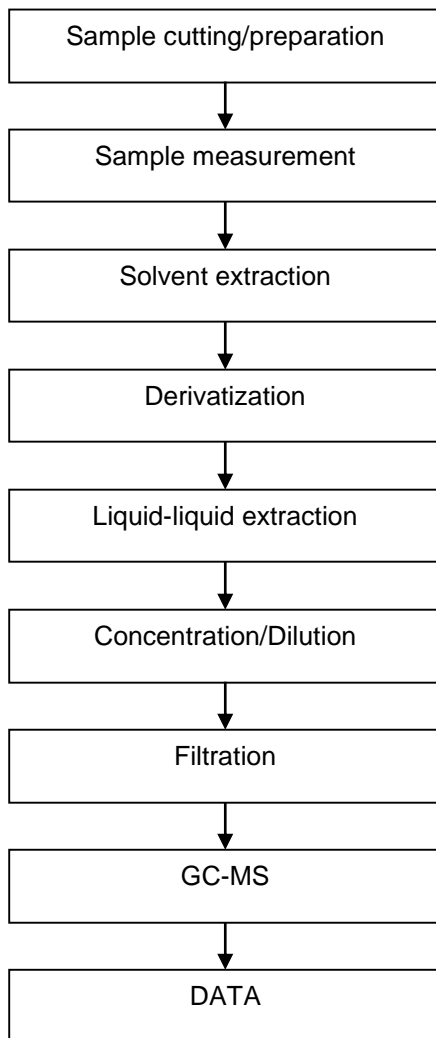 Sample cutting/preparation
Sample measurement
Solvent extraction
Derivatization
Liquid-liquid extraction
Concentration/Dilution
Filtration
GC-MS
DATA